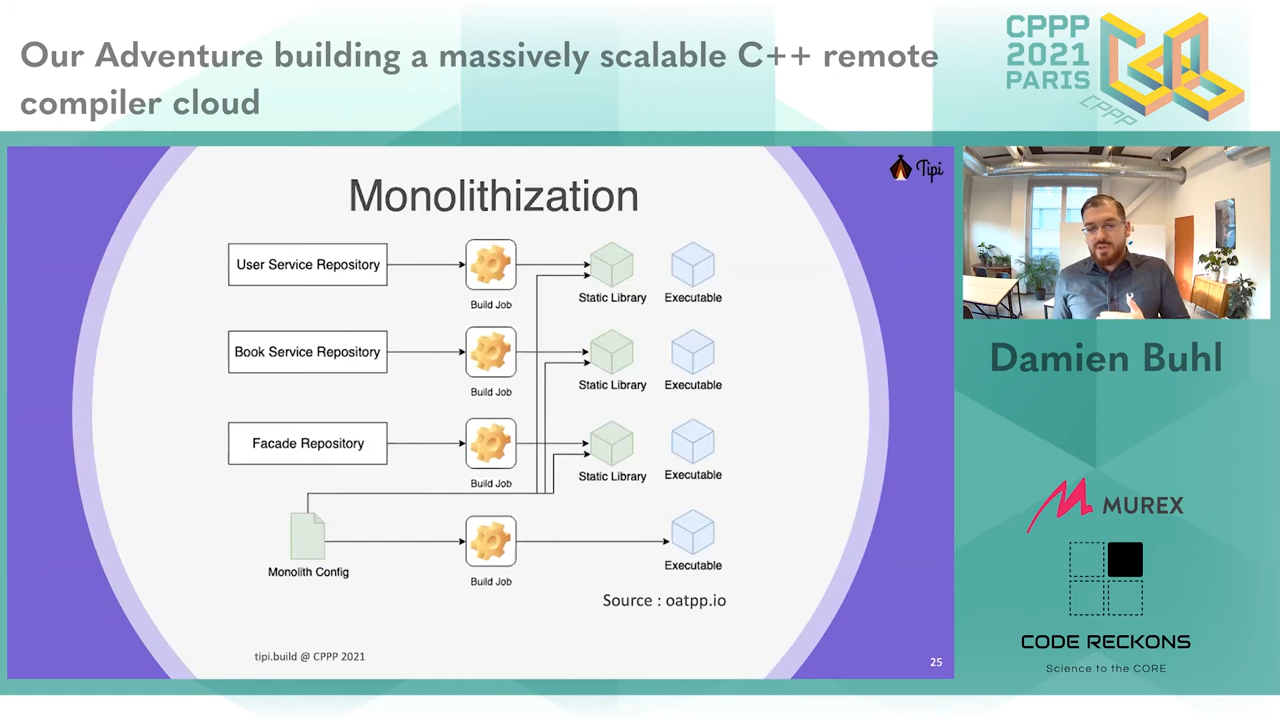 Our Adventure building a massively scalable C++ remote
compiler cloud
CPPP
2021
PARIS
CPPP
Tipi
Monolithization
User Service Repository
Build Job
Static Library
Executable
Book Service Repository
Build Job
Static Library
Executable
Facade Repository
Build Job
Static Library
Executable
Monolith Config
Build Job
Executable
Source : oatpp.io
tipi.build @ CPPP 2021
25
Damien Buhl
MUREX
CODE RECKONS
Science to the CORE